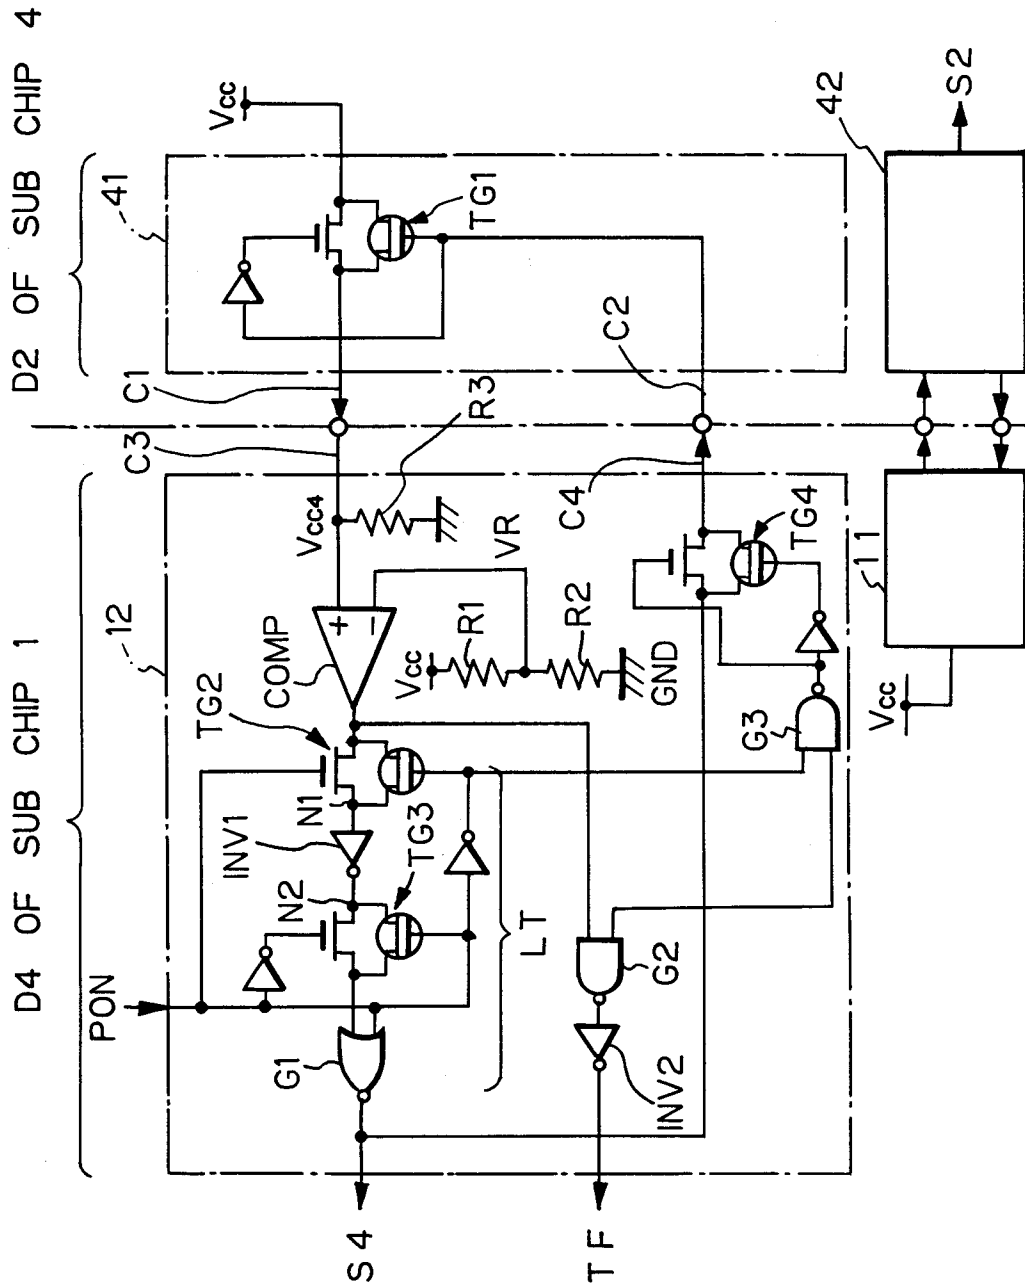 D4 OF SUB CHIP 1
D2 OF SUB CHIP 4
PON
12
41
Vcc
TG2
COMP
C3
C1
N1
INV1
N2
TG3
G1
Vcc4
R3
VR
R1
Vcc
R2
GND
TG1
S4
LT
C4
C2
TG4
G3
G2
INV2
TF
Vcc
11
42
S2